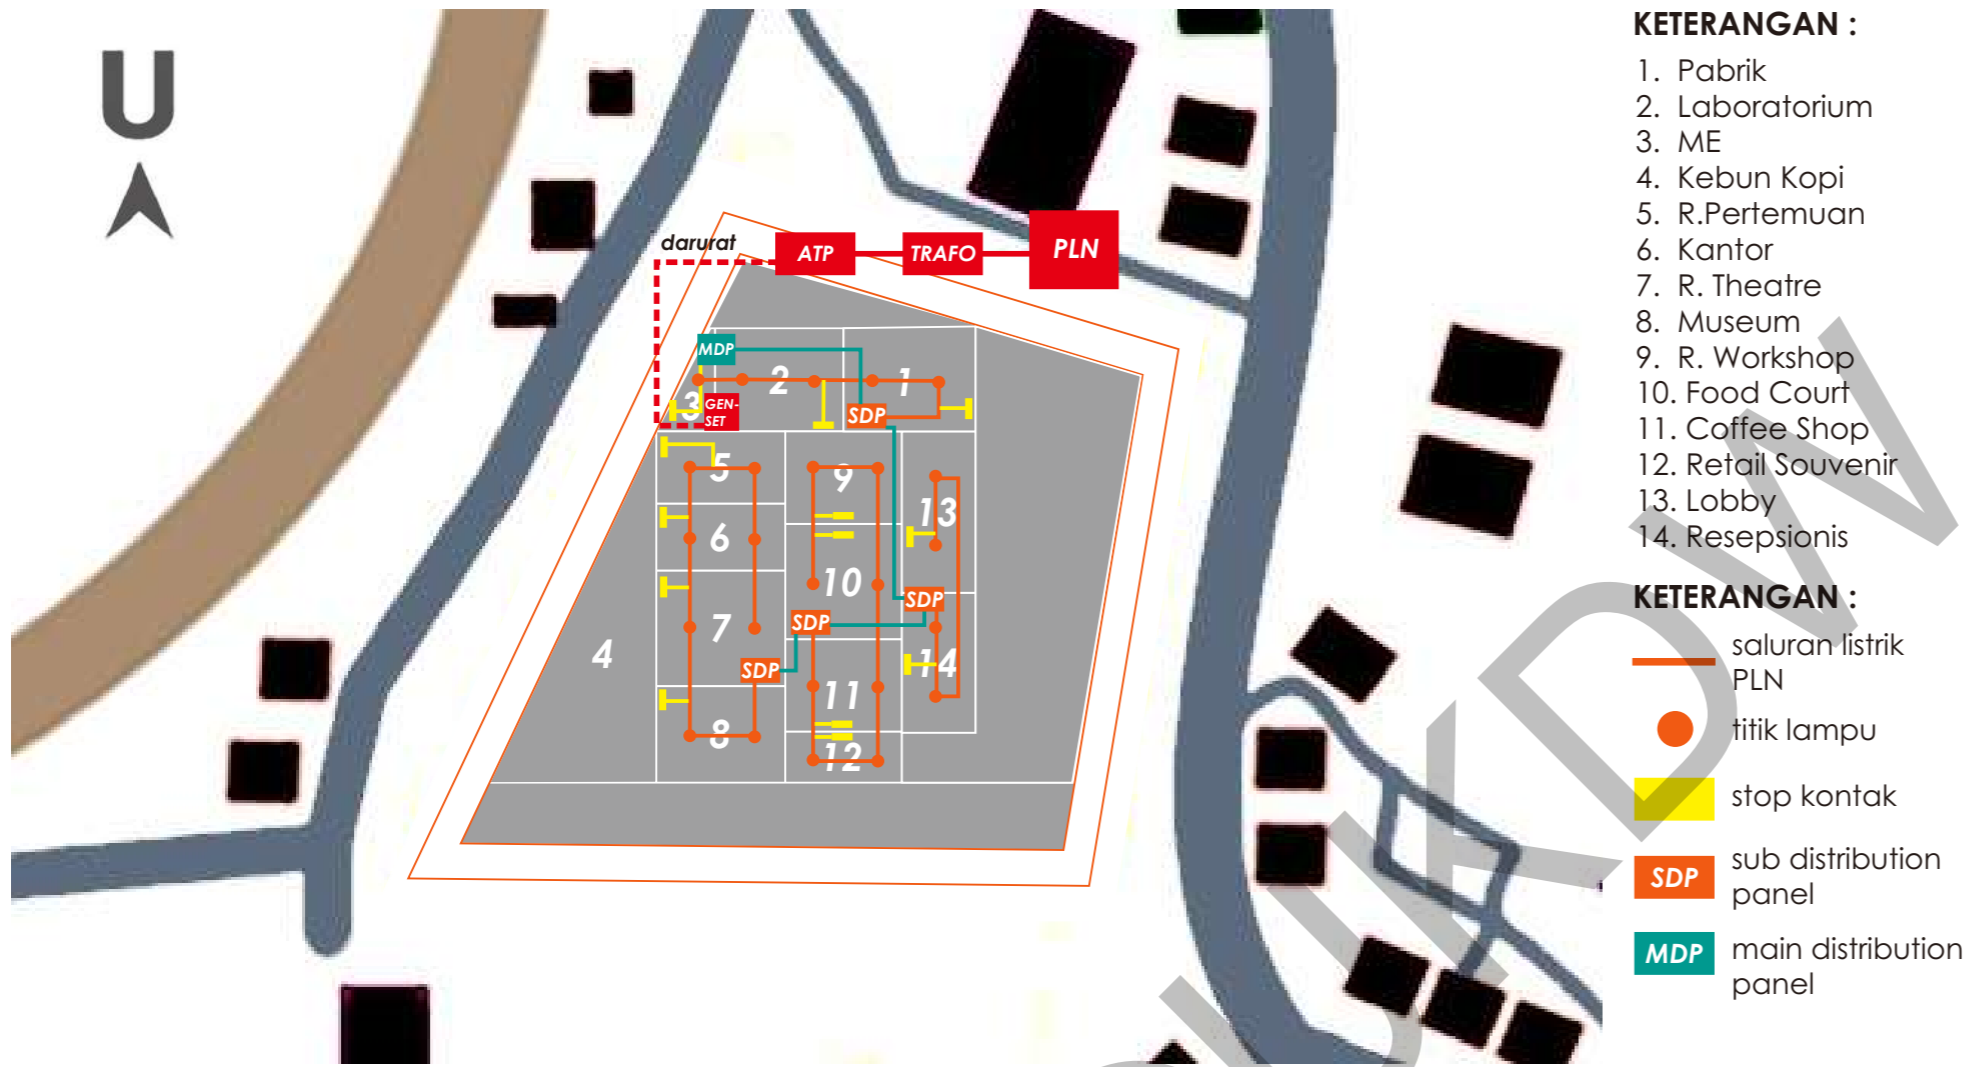 U
darurat
ATP
TRAFO
PLN
MDP
2
1
3
GEN-
SET
SDP
5
9
13
6
10
SDP
SDP
7
4
SDP
14
11
8
12
KETERANGAN :
1. Pabrik
2. Laboratorium
3. ME
4. Kebun Kopi
5. R.Pertemuan
6. Kantor
7. R. Theatre
8. Museum
9. R. Workshop
10. Food Court
11. Coffee Shop
12. Retail Souvenir
13. Lobby
14. Resepsionis
KETERANGAN :
saluran listrik
PLN
titik lampu
stop kontak
SDP
sub distribution
panel
MDP
main distribution
panel
UKDW